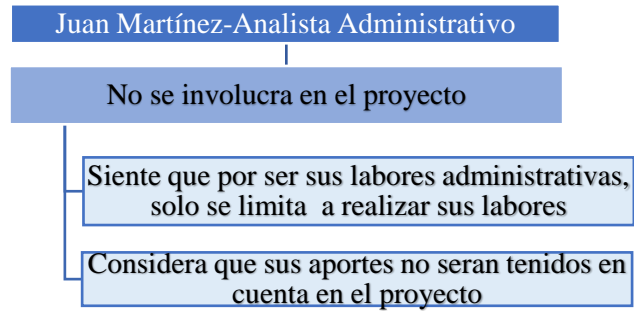 Juan Martínez-Analista Administrativo
No se involucra en el proyecto
Siente que por ser sus labores administrativas,
solo se limita a realizar sus labores
Considera que sus aportes no seran tenidos en
cuenta en el proyecto